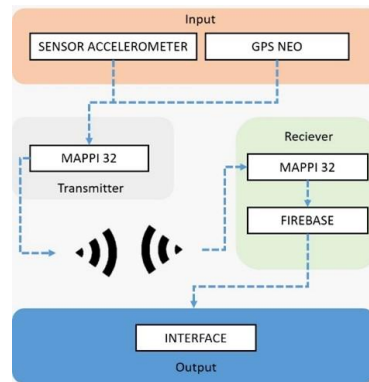 Input
SENSOR ACCELEROMETER
GPS NEO
MAPPI 32
Transmitter
Reciever
MAPPI 32
FIREBASE
INTERFACE
Output